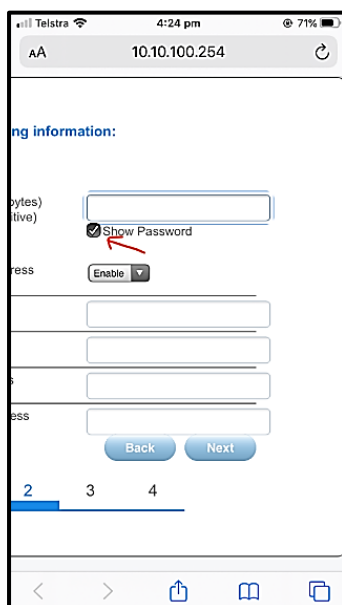 Telstra 4:24 pm 71%
AA 10.10.100.254
ng information:
bytes)
itive)
Show Password
ress Enable
s
ess
Back Next
2 3 4